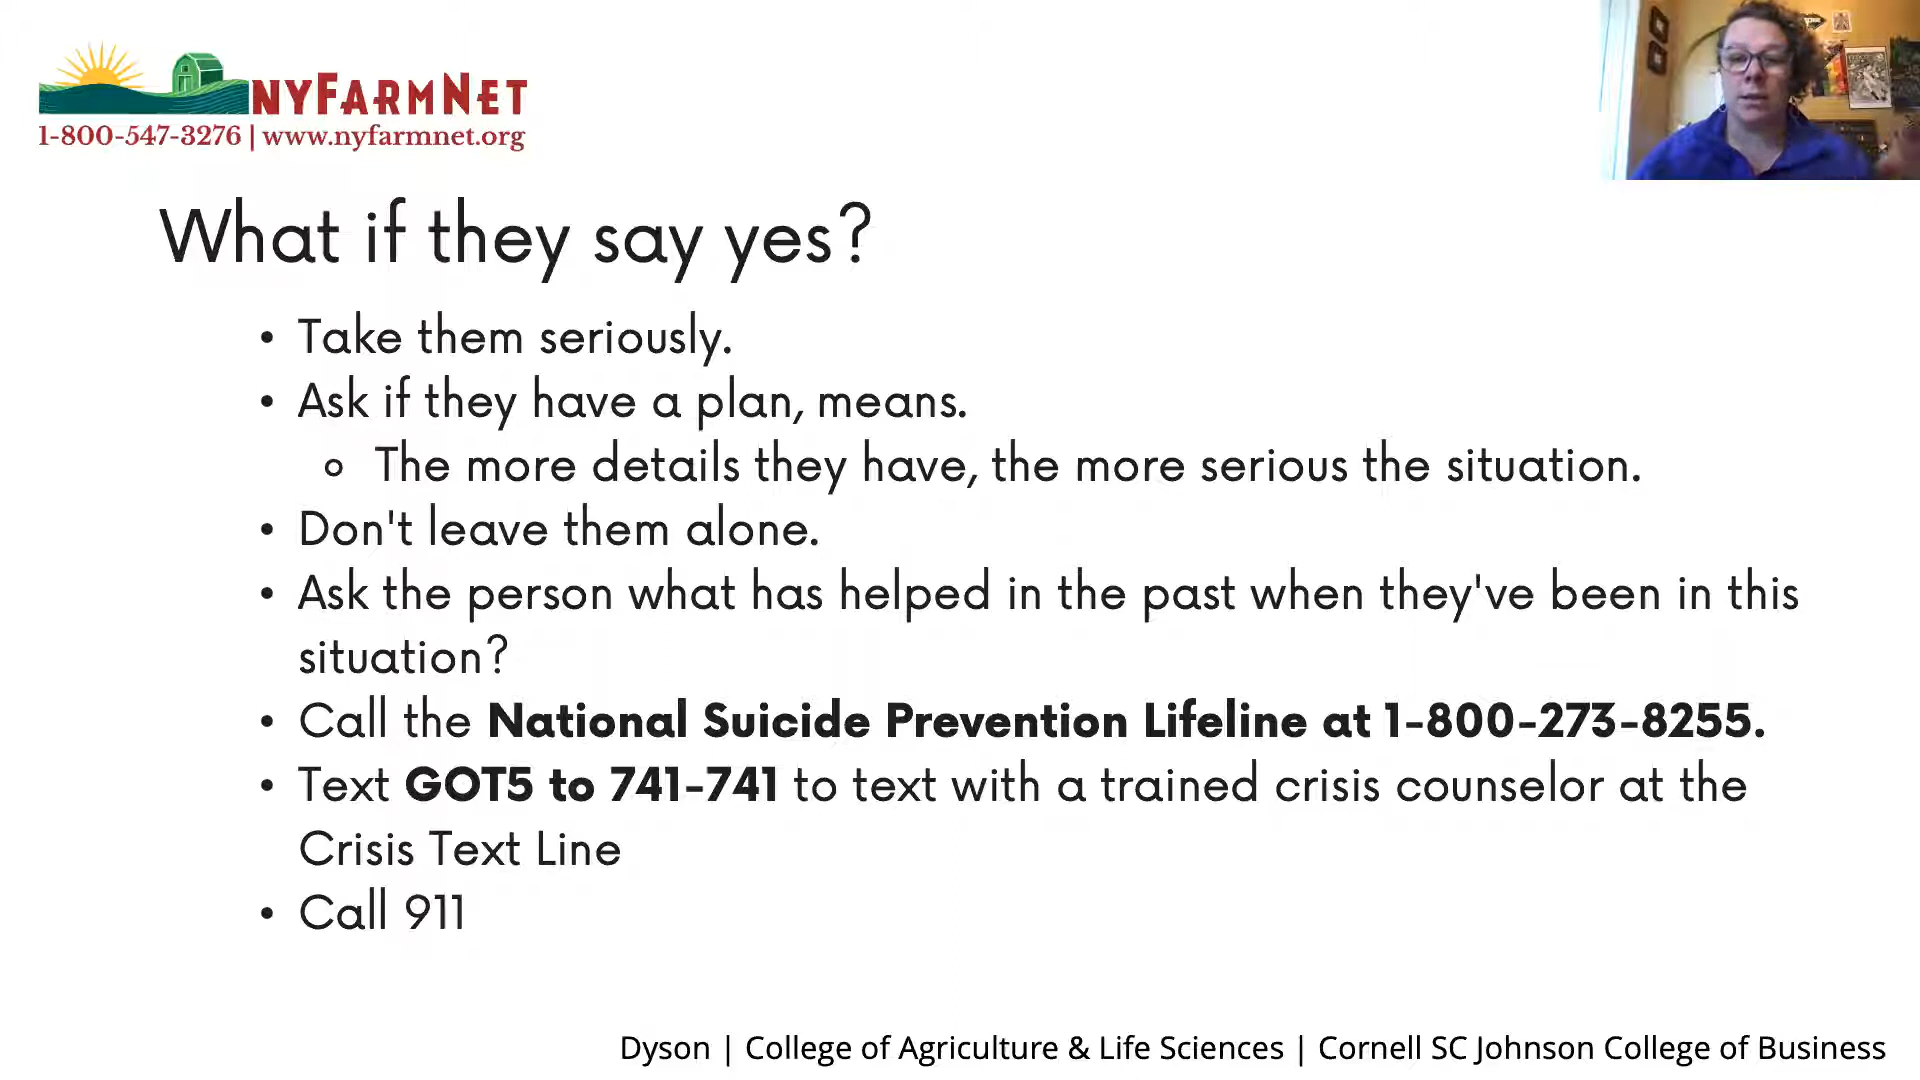 NYFARMNET
1-800-547-3276 | www.nyfarmnet.org
What if they say yes?
• Take them seriously.
• Ask if they have a plan, means.
○ The more details they have, the more serious the situation.
• Don't leave them alone.
• Ask the person what has helped in the past when they've been in this
situation?
• Call the National Suicide Prevention Lifeline at 1-800-273-8255.
• Text GOT5 to 741-741 to text with a trained crisis counselor at the
Crisis Text Line
• Call 911
Dyson | College of Agriculture & Life Sciences | Cornell SC Johnson College of Business